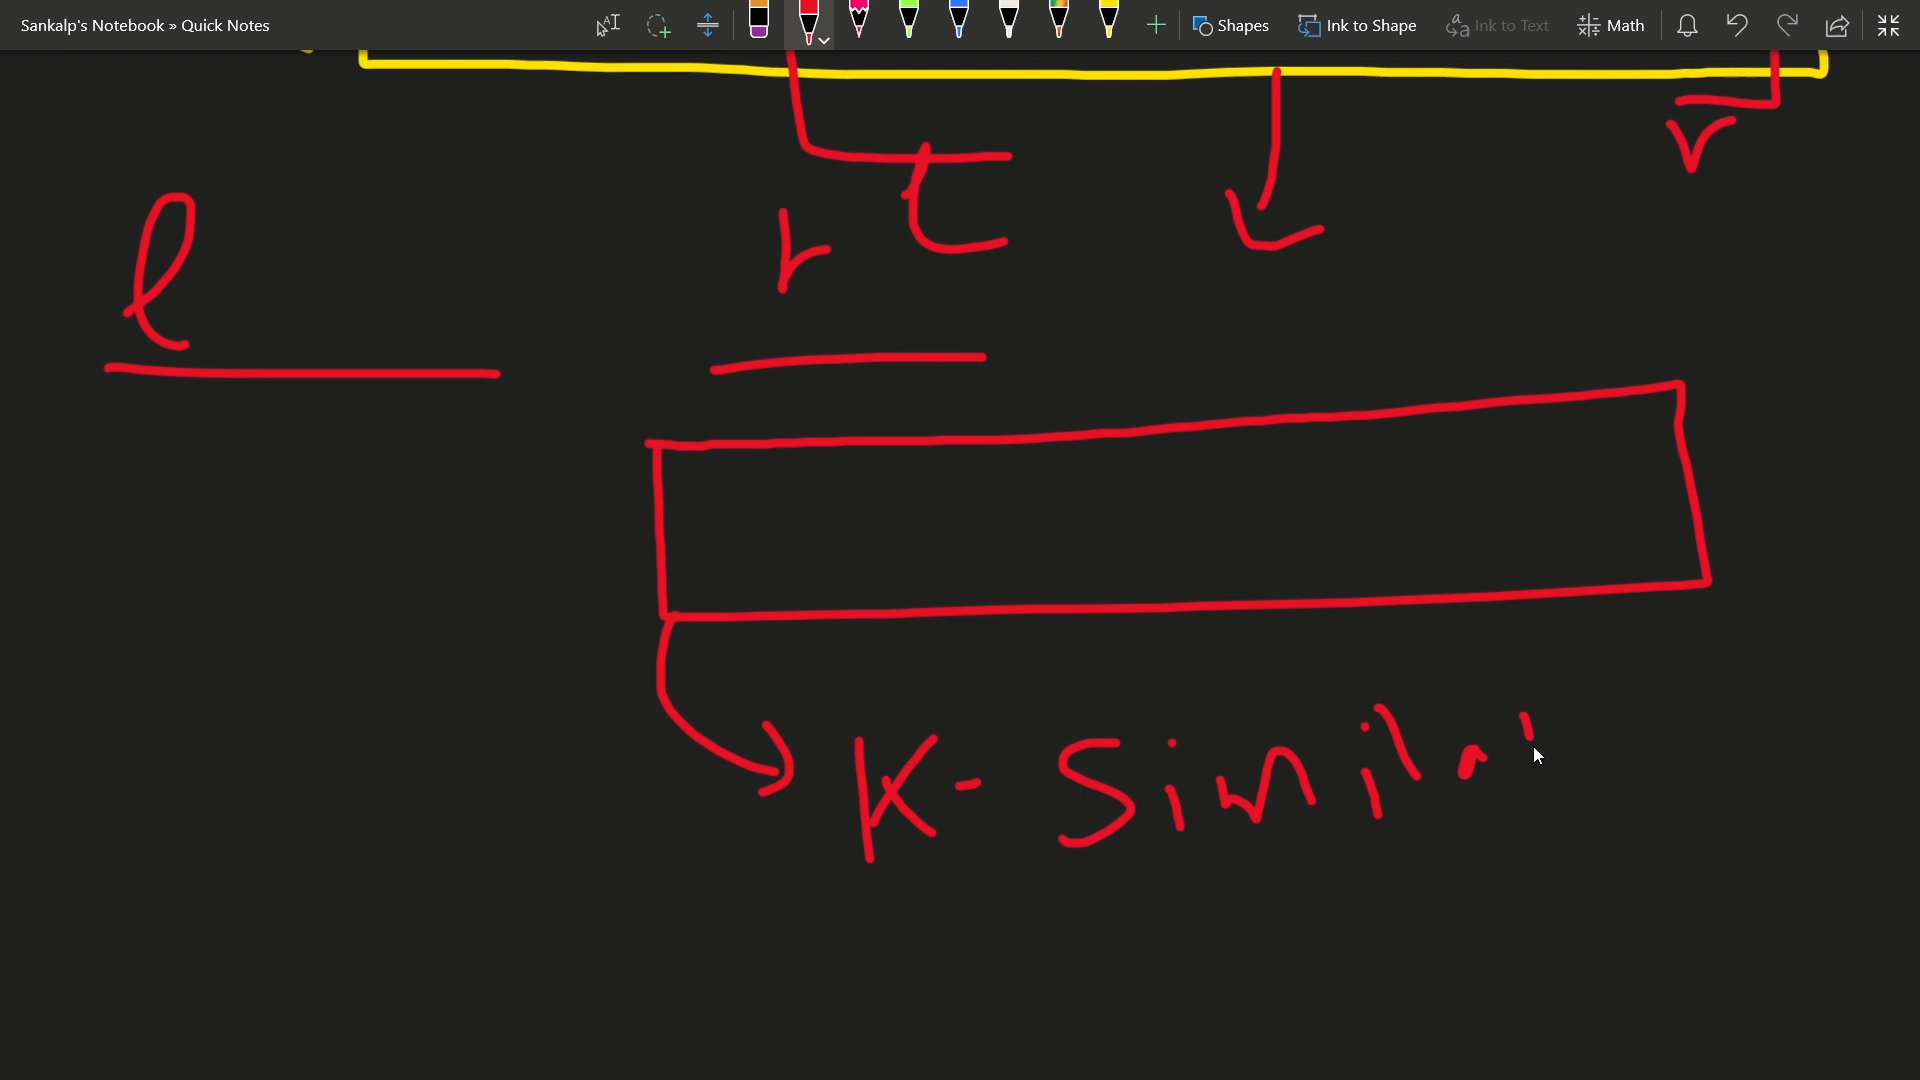 Sankalp's Notebook » Quick Notes
Shapes
Ink to Shape
Ink to Text
Math
t
r
l
K- Similar